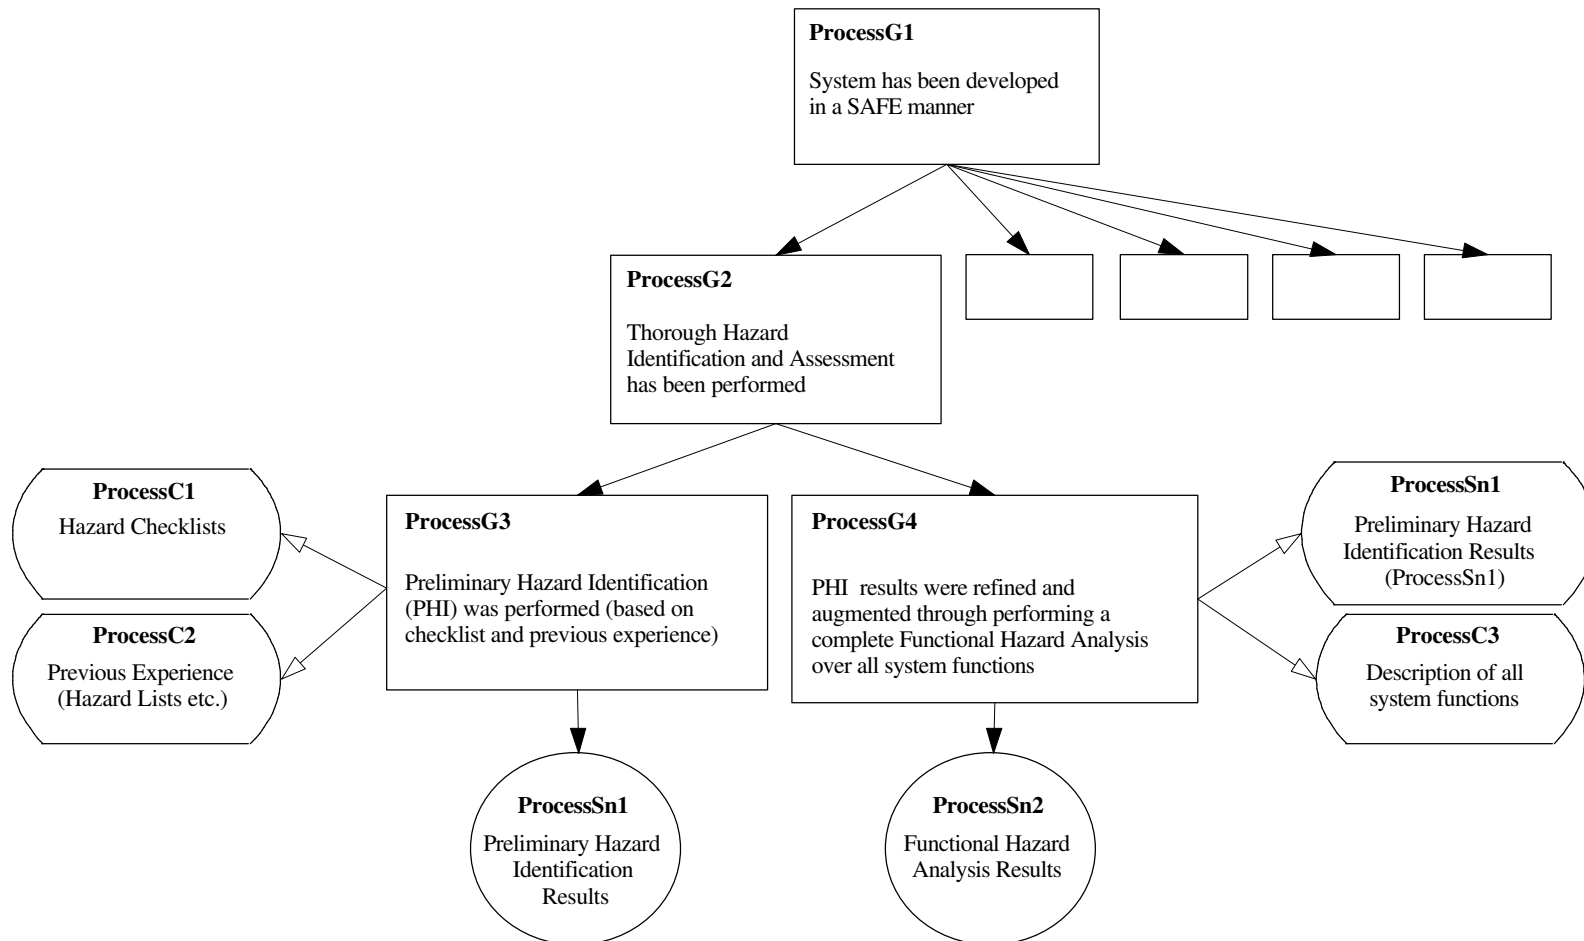 ProcessG1
System has been developed
in a SAFE manner
ProcessG2
Thorough Hazard
Identification and Assessment
has been performed
ProcessC1
Hazard Checklists
ProcessC2
Previous Experience
(Hazard Lists etc.)
ProcessG3
Preliminary Hazard Identification
(PHI) was performed (based on
checklist and previous experience)
ProcessG4
PHI results were refined and
augmented through performing a
complete Functional Hazard Analysis
over all system functions
ProcessSn1
Preliminary Hazard
Identification Results
(ProcessSn1)
ProcessC3
Description of all
system functions
ProcessSn1
Preliminary Hazard
Identification
Results
ProcessSn2
Functional Hazard
Analysis Results